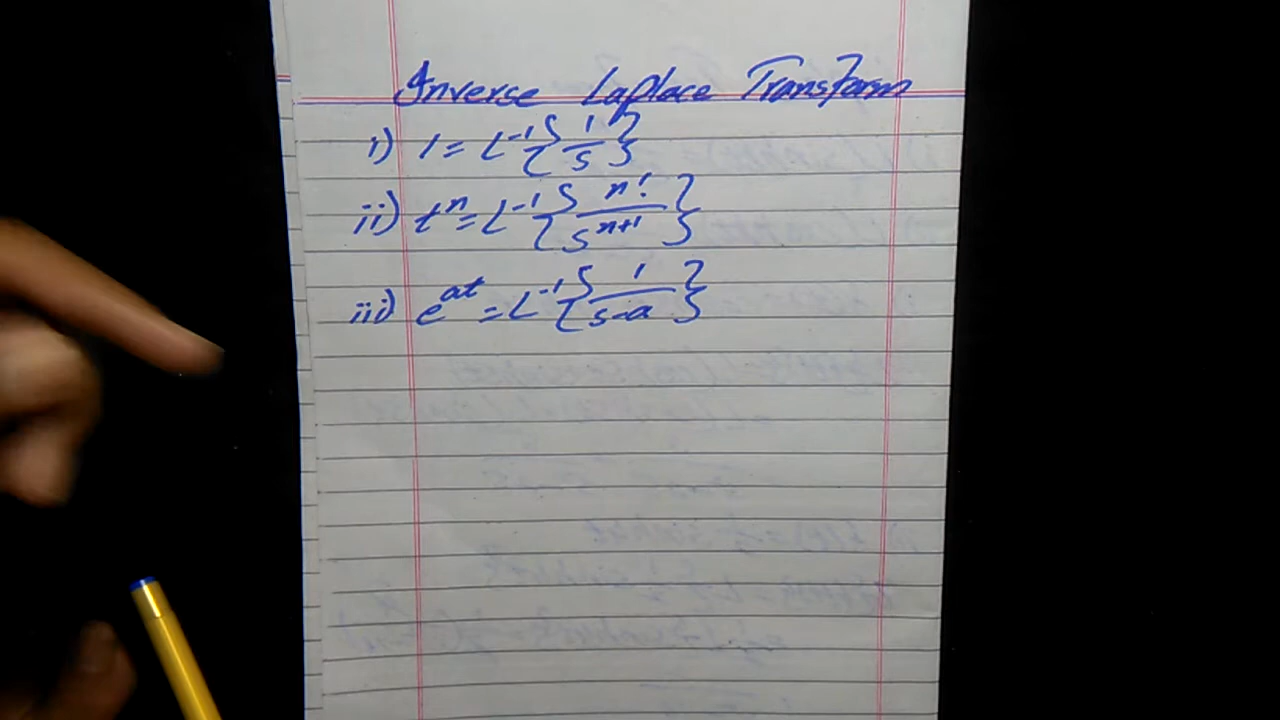 Inverse Laplace Transform
i) 1 = L⁻¹{1/s}
ii) tⁿ = L⁻¹{n!/sⁿ⁺¹}
iii) eᵃᵗ = L⁻¹{1/(s-a)}